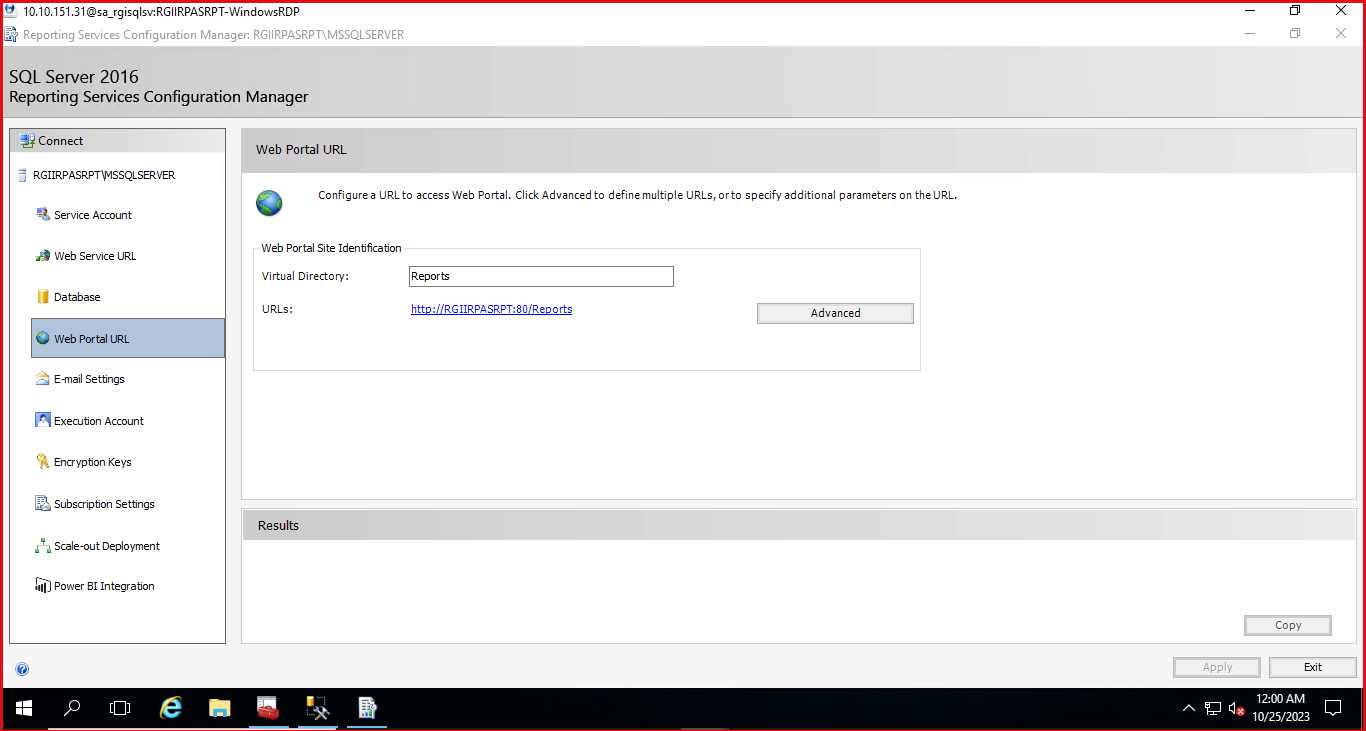 10.10.151.31@sa_rgisqlsv:RGIIRPASRPT-WindowsRDP
Reporting Services Configuration Manager: RGIIRPASRPT\MSSQLSERVER
SQL Server 2016
Reporting Services Configuration Manager
Connect
RGIIRPASRPT\MSSQLSERVER
Service Account
Web Service URL
Database
Web Portal URL
E-mail Settings
Execution Account
Encryption Keys
Subscription Settings
Scale-out Deployment
Power BI Integration
Web Portal URL
Configure a URL to access Web Portal. Click Advanced to define multiple URLs, or to specify additional parameters on the URL.
Web Portal Site Identification
Virtual Directory: Reports
URLs: http://RGIIRPASRPT:80/Reports
Advanced
Results
Copy
Apply
Exit
12:00 AM
10/25/2023